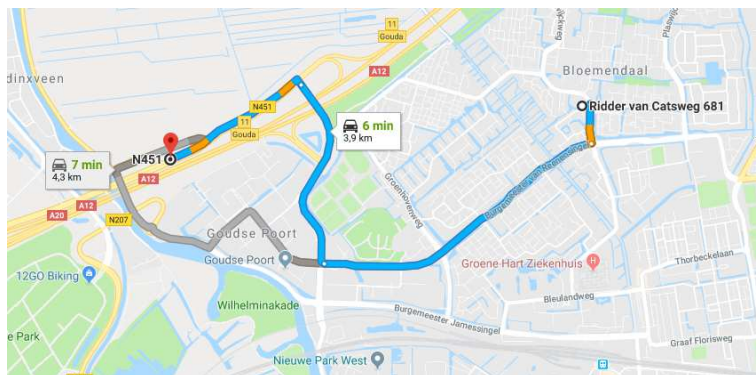 11
Gouda
A12
dinxveen
Bloemendaal
Plaswijc
Ridder van Catsweg 681
N451
11
Gouda
6 min
3,9 km
N451
7 min
4,3 km
A12
A12
A20
N207
Burgemeester van Reenensingel
Groenhovenweg
Goudse Poort
Goudse Poort
12GO Biking
Groene Hart Ziekenhuis
Thorbeckelaan
Wilhelminakade
Bleulandweg
e Park
Burgemeester Jamessingel
Graaf Florisweg
Nieuwe Park West